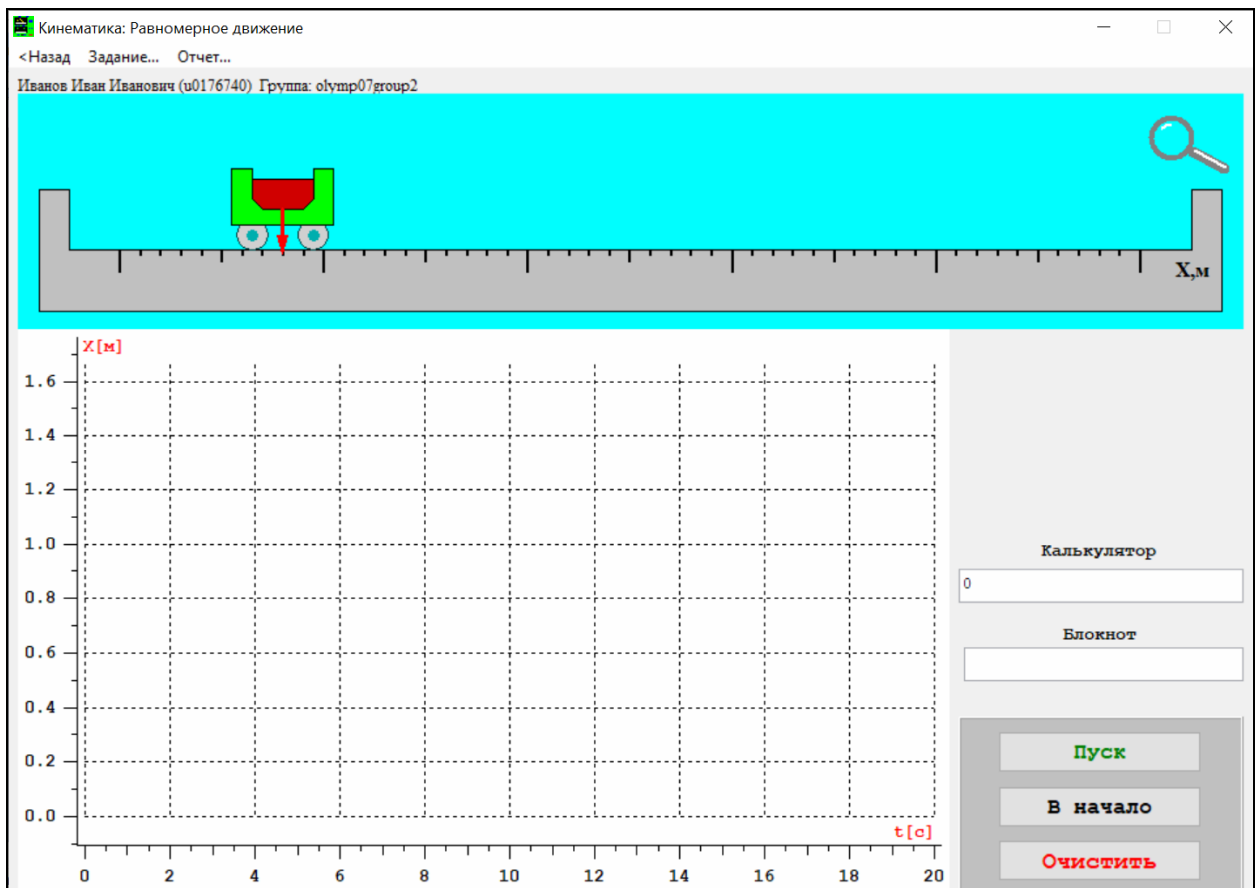 Кинематика: Равномерное движение
<Назад Задание... Отчет...
Иванов Иван Иванович (u0176740) Группа: olymp07group2
X,м
X[м]
1.6
1.4
1.2
1.0
0.8
0.6
0.4
0.2
0.0
t[c]
0 2 4 6 8 10 12 14 16 18 20
Калькулятор
0
Блокнот
Пуск
В начало
Очистить